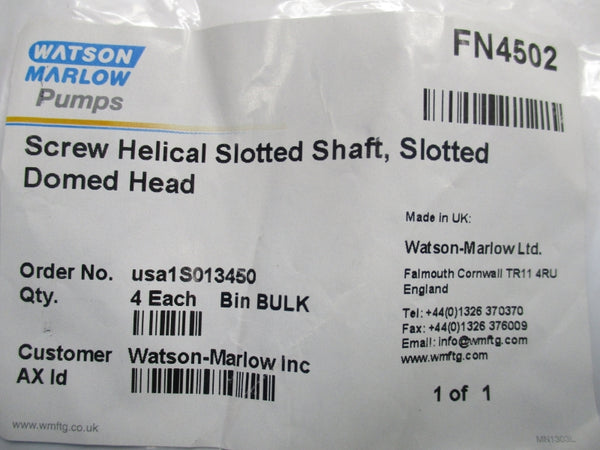 WATSON
MARLOW
Pumps
FN4502
Screw Helical Slotted Shaft, Slotted
Domed Head
Made in UK:
Watson-Marlow Ltd.
Falmouth Cornwall TR11 4RU
England
Tel: +44(0)1326 370370
Fax: +44(0)1326 376009
Email: info@wmftg.com
www.wmftg.com
Order No. usa1S013450
Qty. 4 Each Bin BULK
Customer Watson-Marlow Inc
AX Id
1 of 1
www.wmftg.co.uk
MN1303L